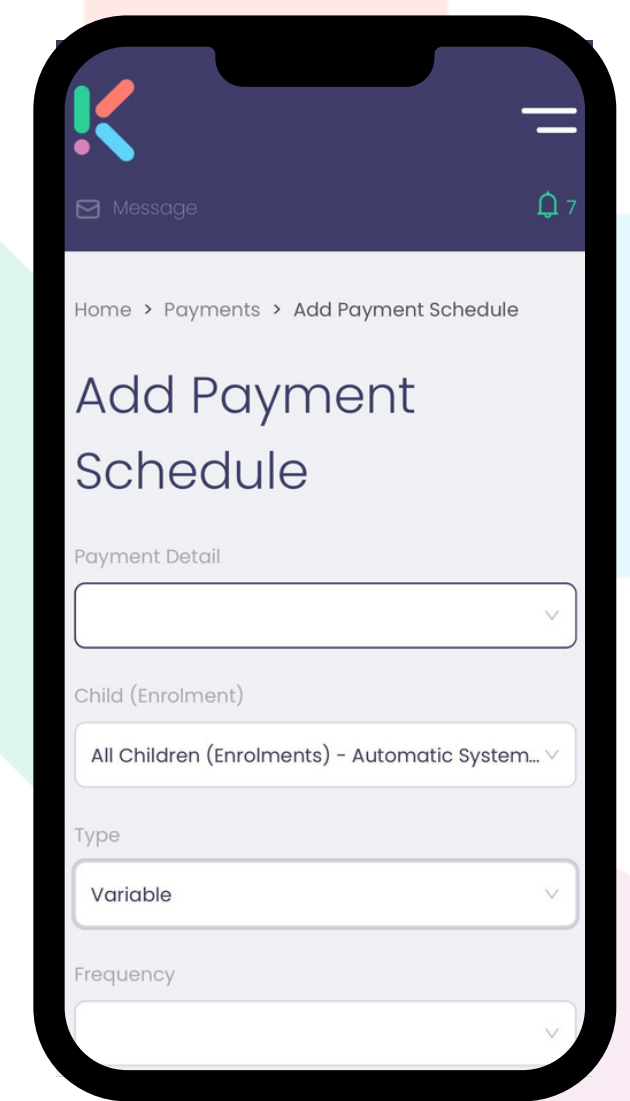 Message
7
Home > Payments > Add Payment Schedule
Add Payment
Schedule
Payment Detail
Child (Enrolment)
All Children (Enrolments) - Automatic System...
Type
Variable
Frequency